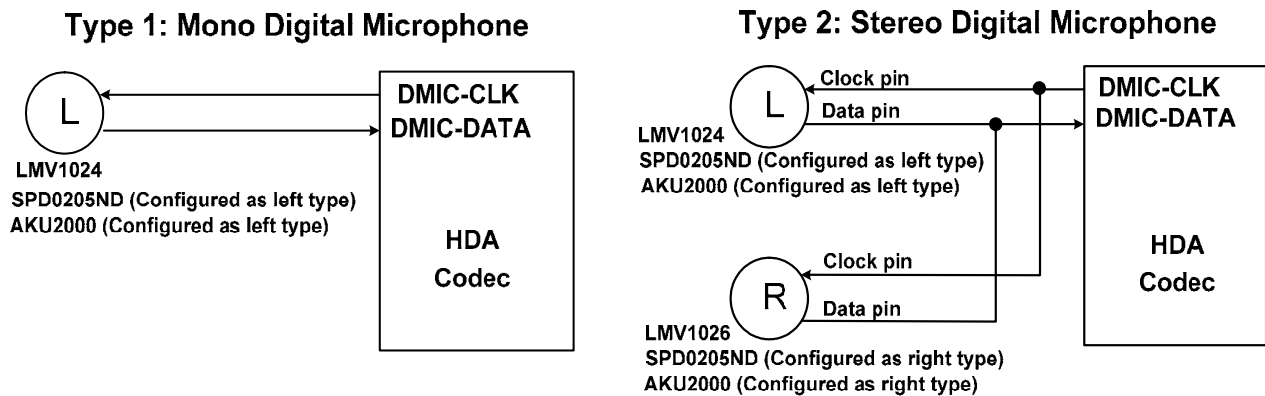 Type 1: Mono Digital Microphone
L
DMIC-CLK
DMIC-DATA
LMV1024
SPD0205ND (Configured as left type)
AKU2000 (Configured as left type)
HDA
Codec
Type 2: Stereo Digital Microphone
L
Clock pin
Data pin
DMIC-CLK
DMIC-DATA
LMV1024
SPD0205ND (Configured as left type)
AKU2000 (Configured as left type)
HDA
Codec
R
Clock pin
Data pin
LMV1026
SPD0205ND (Configured as right type)
AKU2000 (Configured as right type)